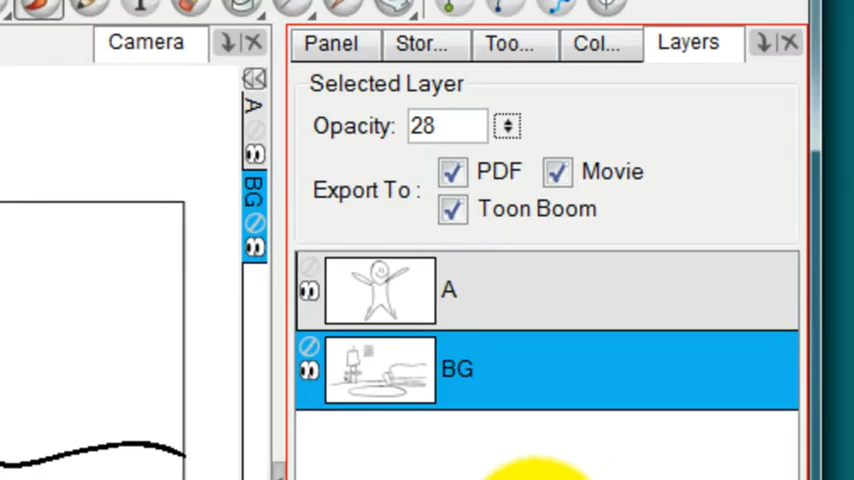 Camera
Panel Stor... Too... Col... Layers
Selected Layer
Opacity: 28
Export To : PDF Movie
Toon Boom
A
BG
A
BG